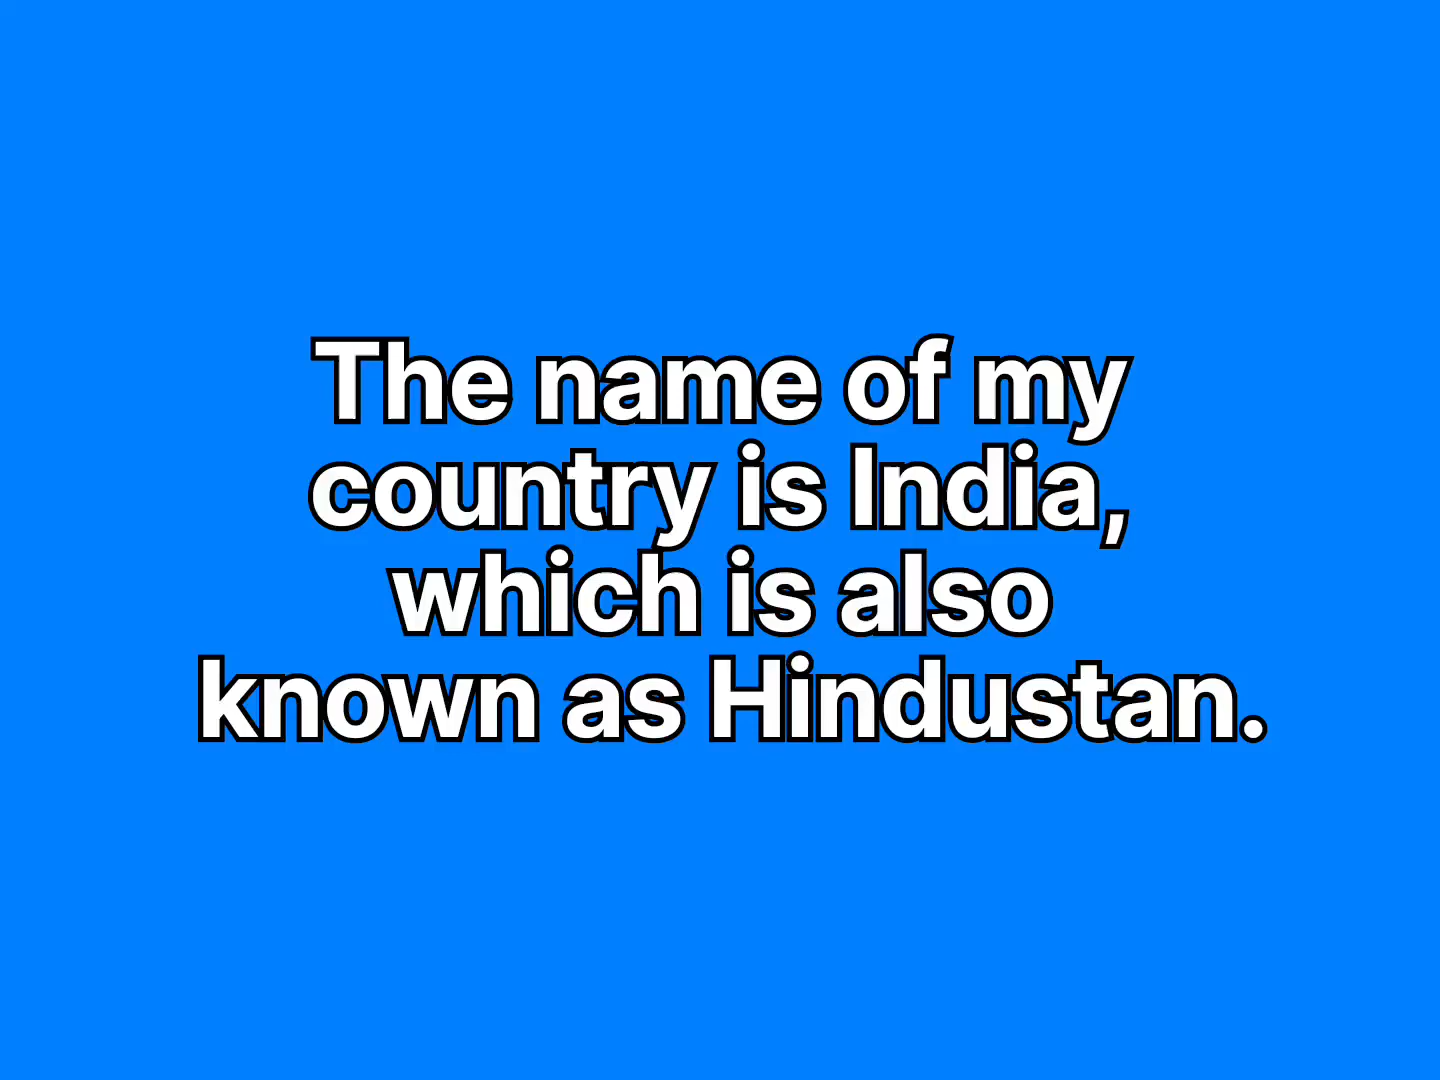 The name of my
country is India,
which is also
known as Hindustan.